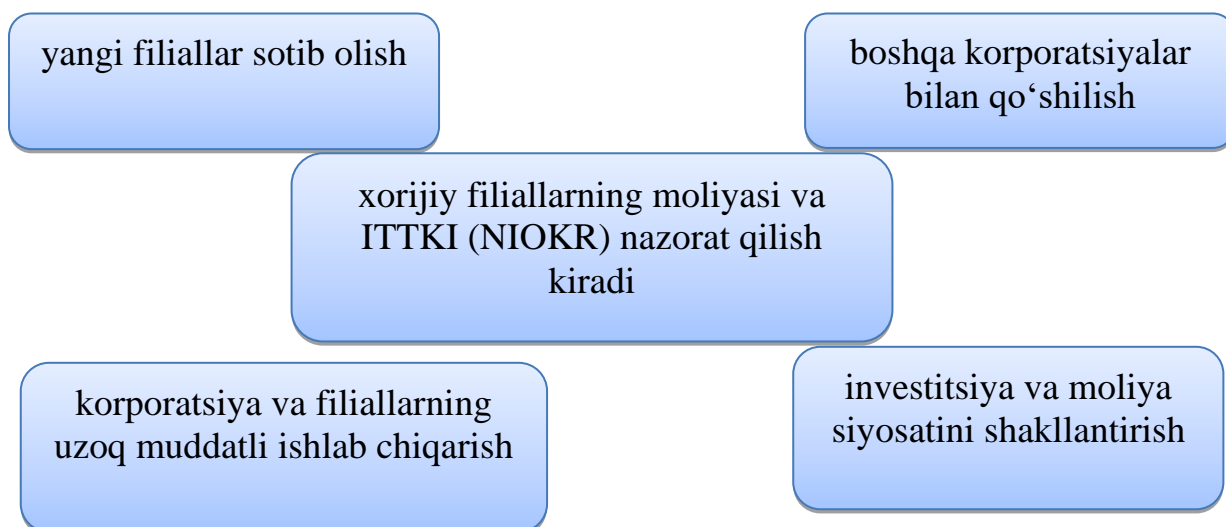 yangi filiallar sotib olish
boshqa korporatsiyalar
bilan qo‘shilish
xorijiy filiallarning moliyasi va
ITTKI (NIOKR) nazorat qilish
kiradi
korporatsiya va filiallarning
uzoq muddatli ishlab chiqarish
investitsiya va moliya
siyosatini shakllantirish